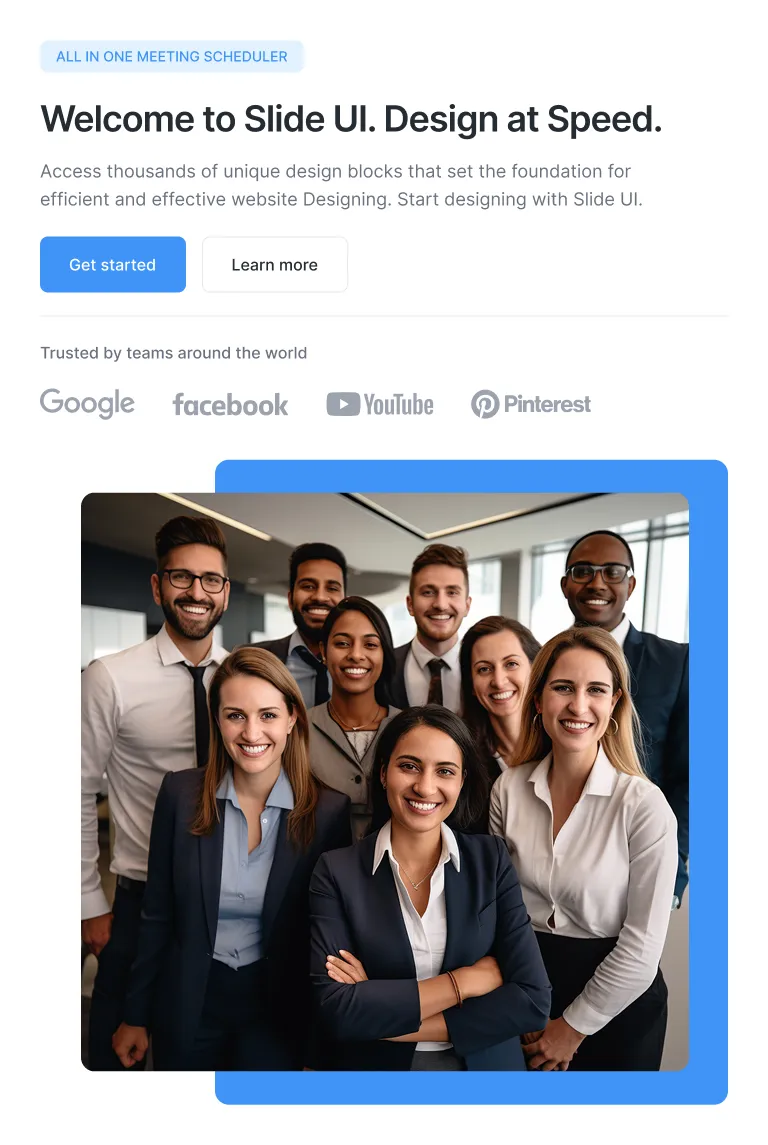 ALL IN ONE MEETING SCHEDULER
Welcome to Slide UI. Design at Speed.
Access thousands of unique design blocks that set the foundation for
efficient and effective website Designing. Start designing with Slide UI.
Get started
Learn more
Trusted by teams around the world
Google
facebook
YouTube
Pinterest